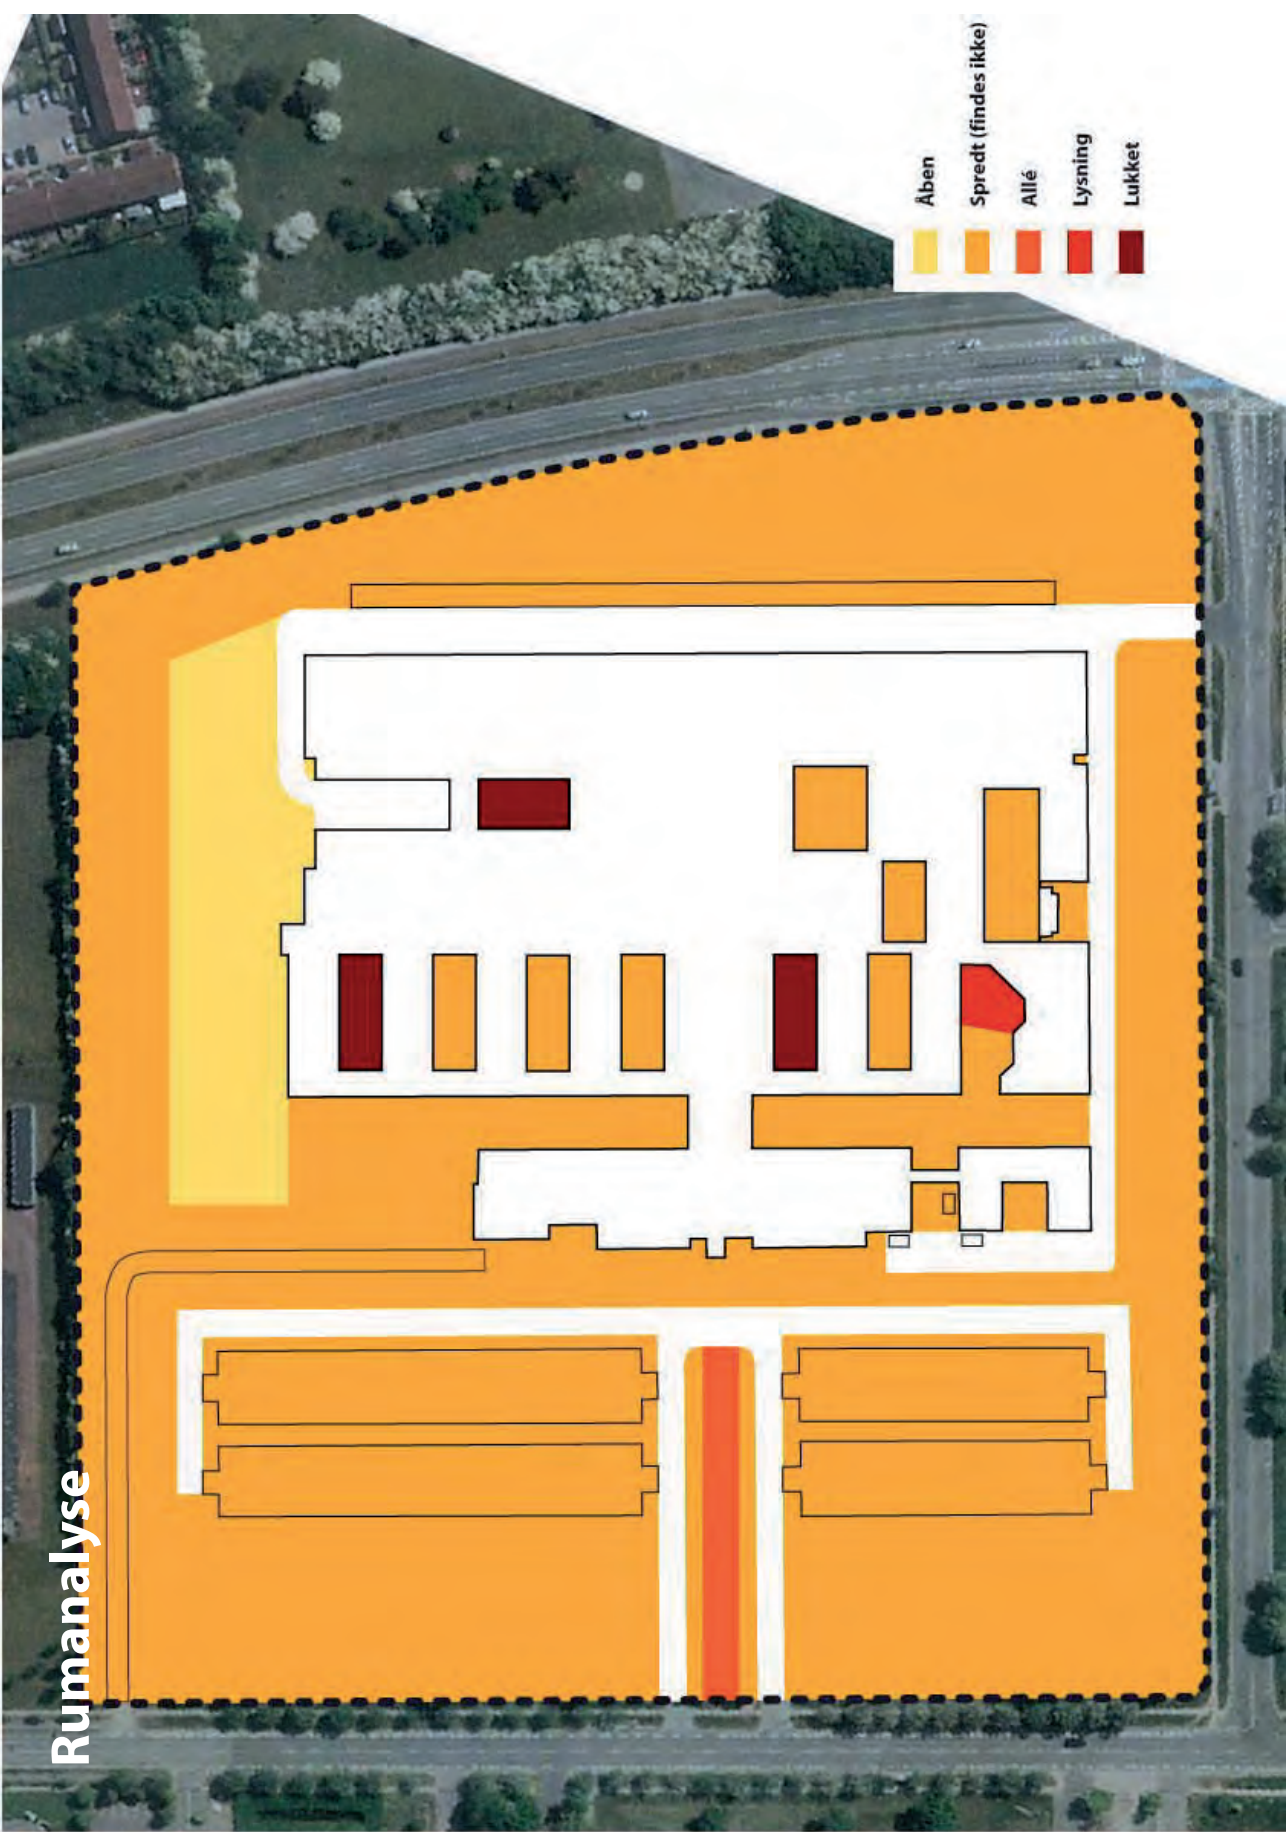 Rumanalyse
Åben
Spredt (findes ikke)
Allé
Lysning
Lukket